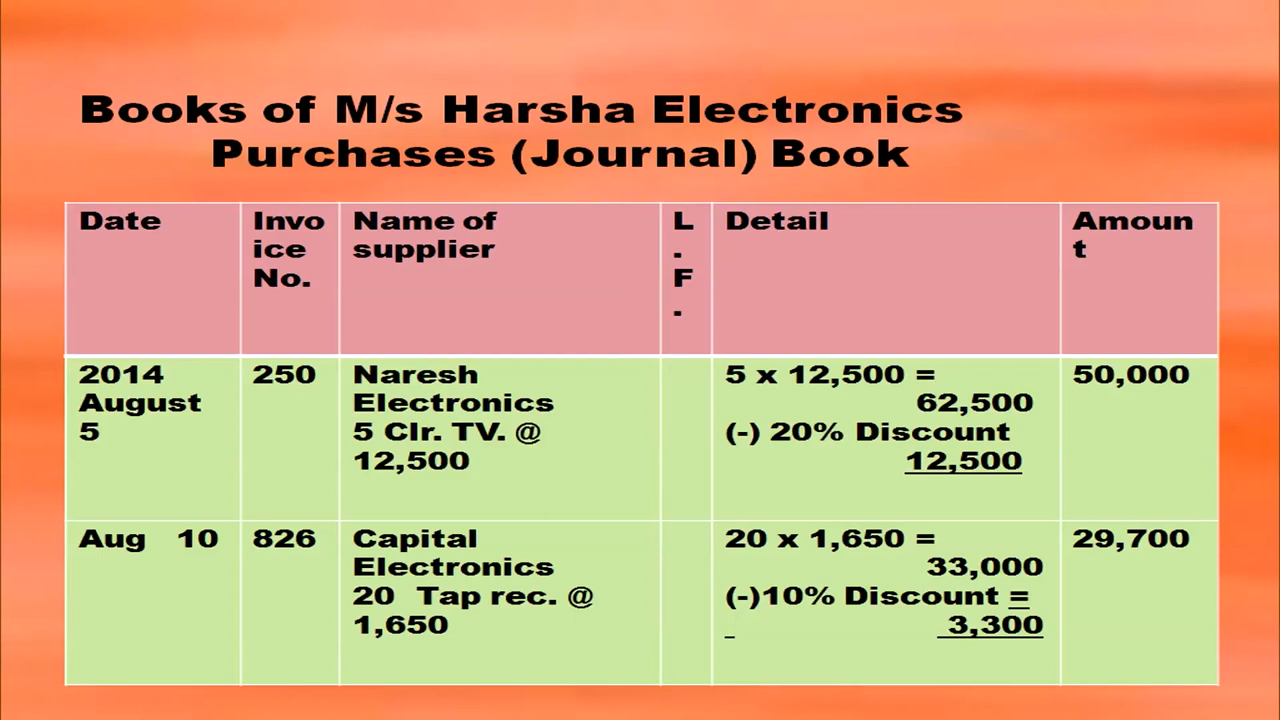 Books of M/s Harsha Electronics
Purchases (Journal) Book
Date
Invo
ice
No.
Name of
supplier
L
.
F
.
Detail
Amoun
t
2014
August
5
250
Naresh
Electronics
5 Clr. TV. @
12,500
5 x 12,500 =
62,500
(-) 20% Discount
12,500
50,000
Aug 10
826
Capital
Electronics
20 Tap rec. @
1,650
20 x 1,650 =
33,000
(-)10% Discount =
3,300
29,700